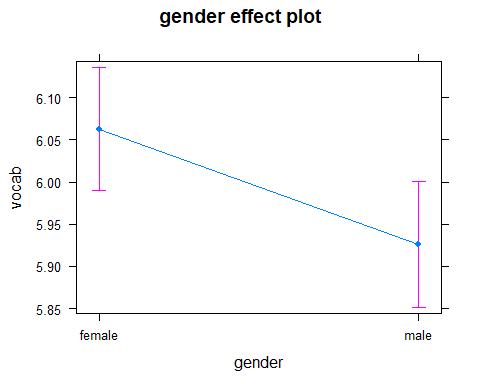 gender effect plot
6.10
6.05
6.00
5.95
5.90
5.85
vocab
female
male
gender